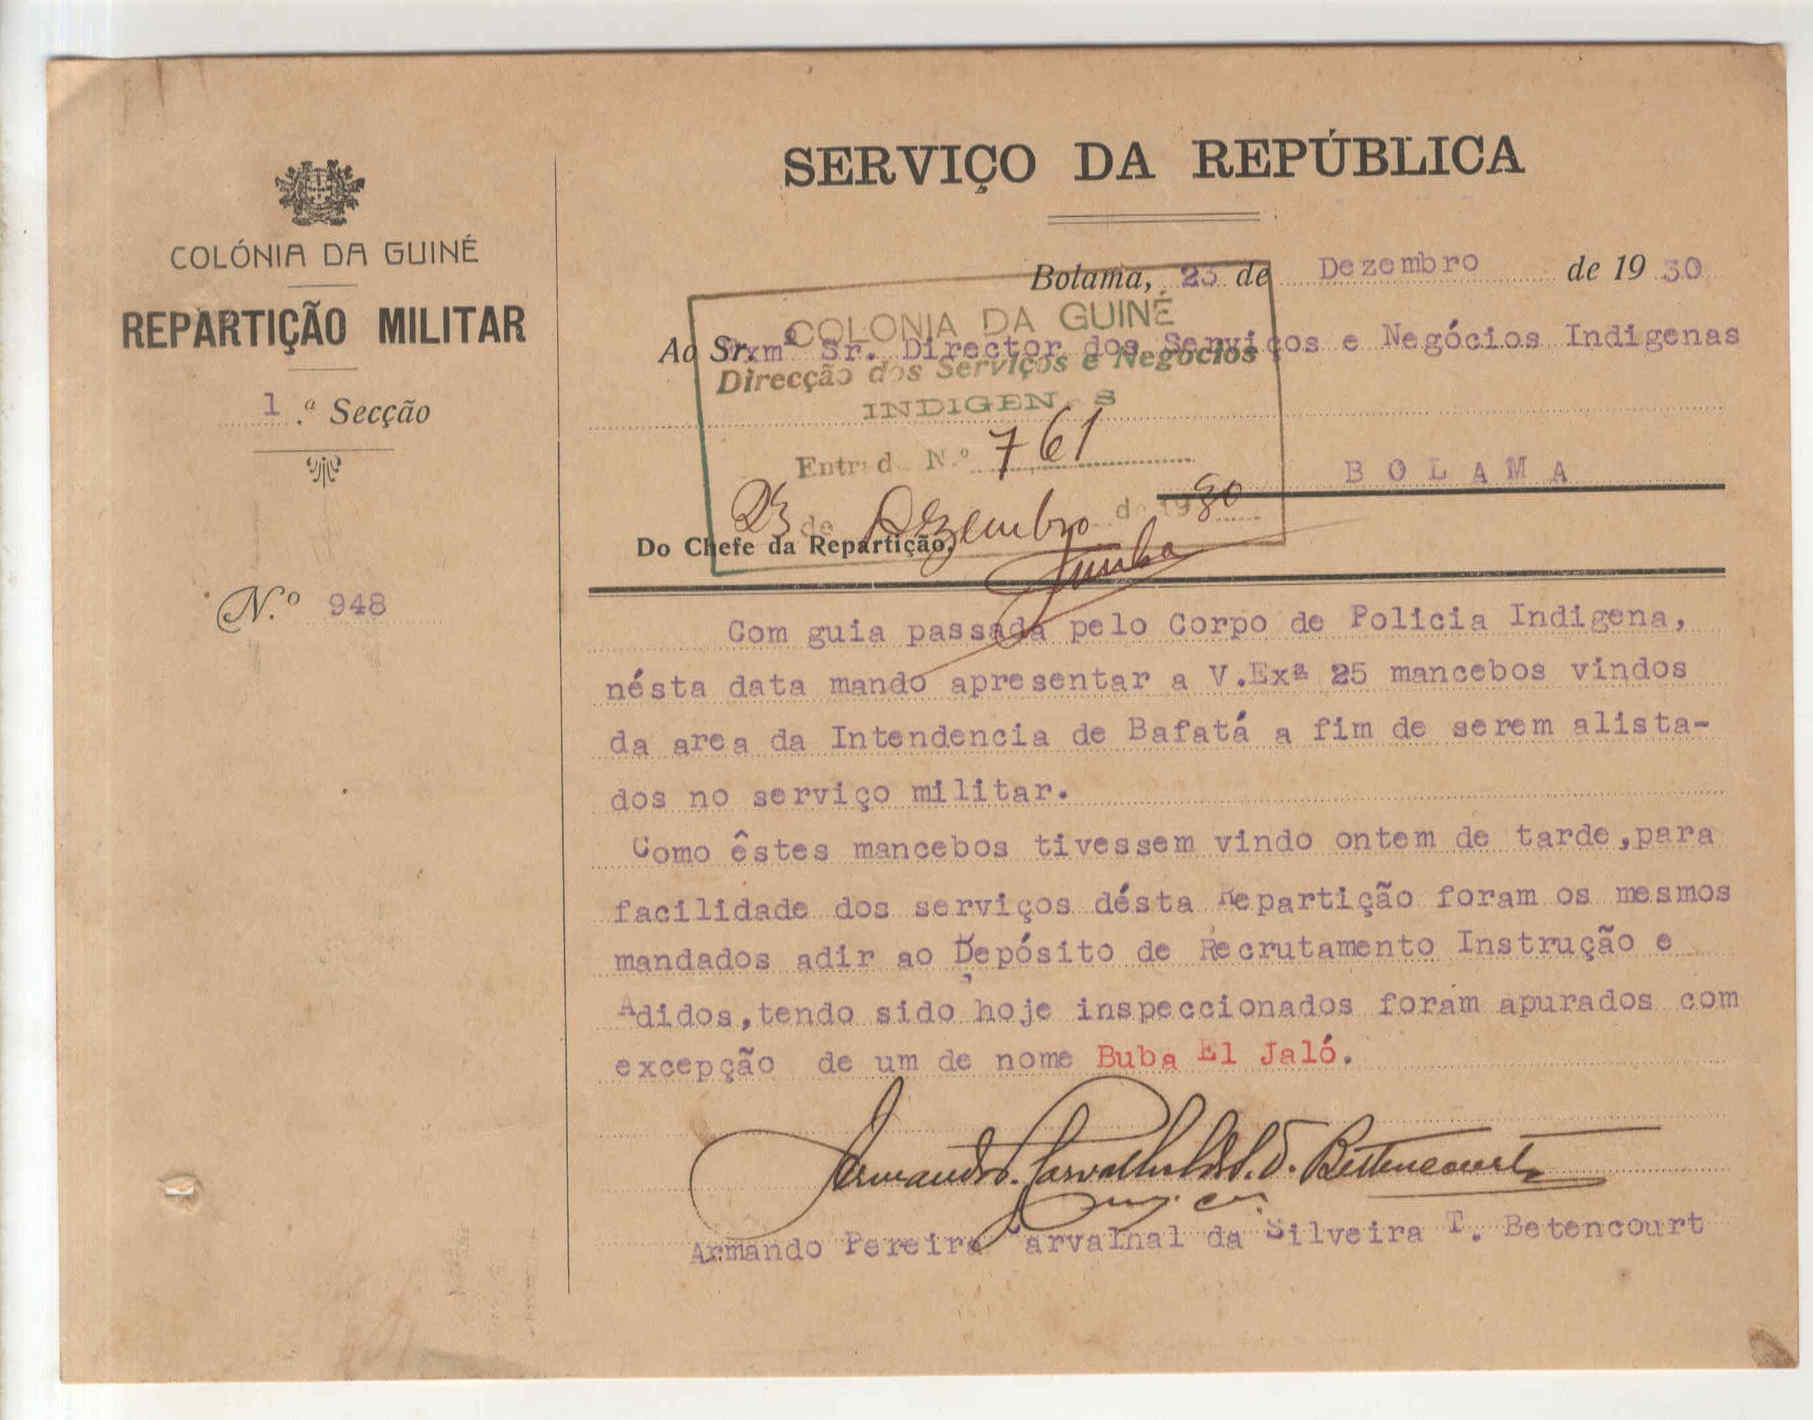 COLÓNIA DA GUINÉ
REPARTIÇÃO MILITAR
1.ª Secção
N.º 948
SERVIÇO DA REPÚBLICA
Bolama, 23 de Dezembro de 1930
Ao Sr. Exmº Sr. Director dos Serviços e Negócios Indigenas
BOLAMA
COLONIA DA GUINÉ
Direcção dos Serviços e Negocios
INDIGEN S
Entrad N.º 761
23 de Dezembro de 1930
Do Chefe da Repartição,
Com guia passada pelo Corpo de Policia Indigena,
nésta data mando apresentar a V.Exª 25 mancebos vindos
da area da Intendencia de Bafatá a fim de serem alista-
dos no serviço militar.
Como êstes mancebos tivessem vindo ontem de tarde,para
facilidade dos serviços désta Repartição foram os mesmos
mandados adir ao Depósito de Recrutamento Instrução e
Adidos,tendo sido hoje inspeccionados foram apurados com
excepção de um de nome Buba El Jaló.
Armando Pereira Carvalhal da Silveira T. Betencourt